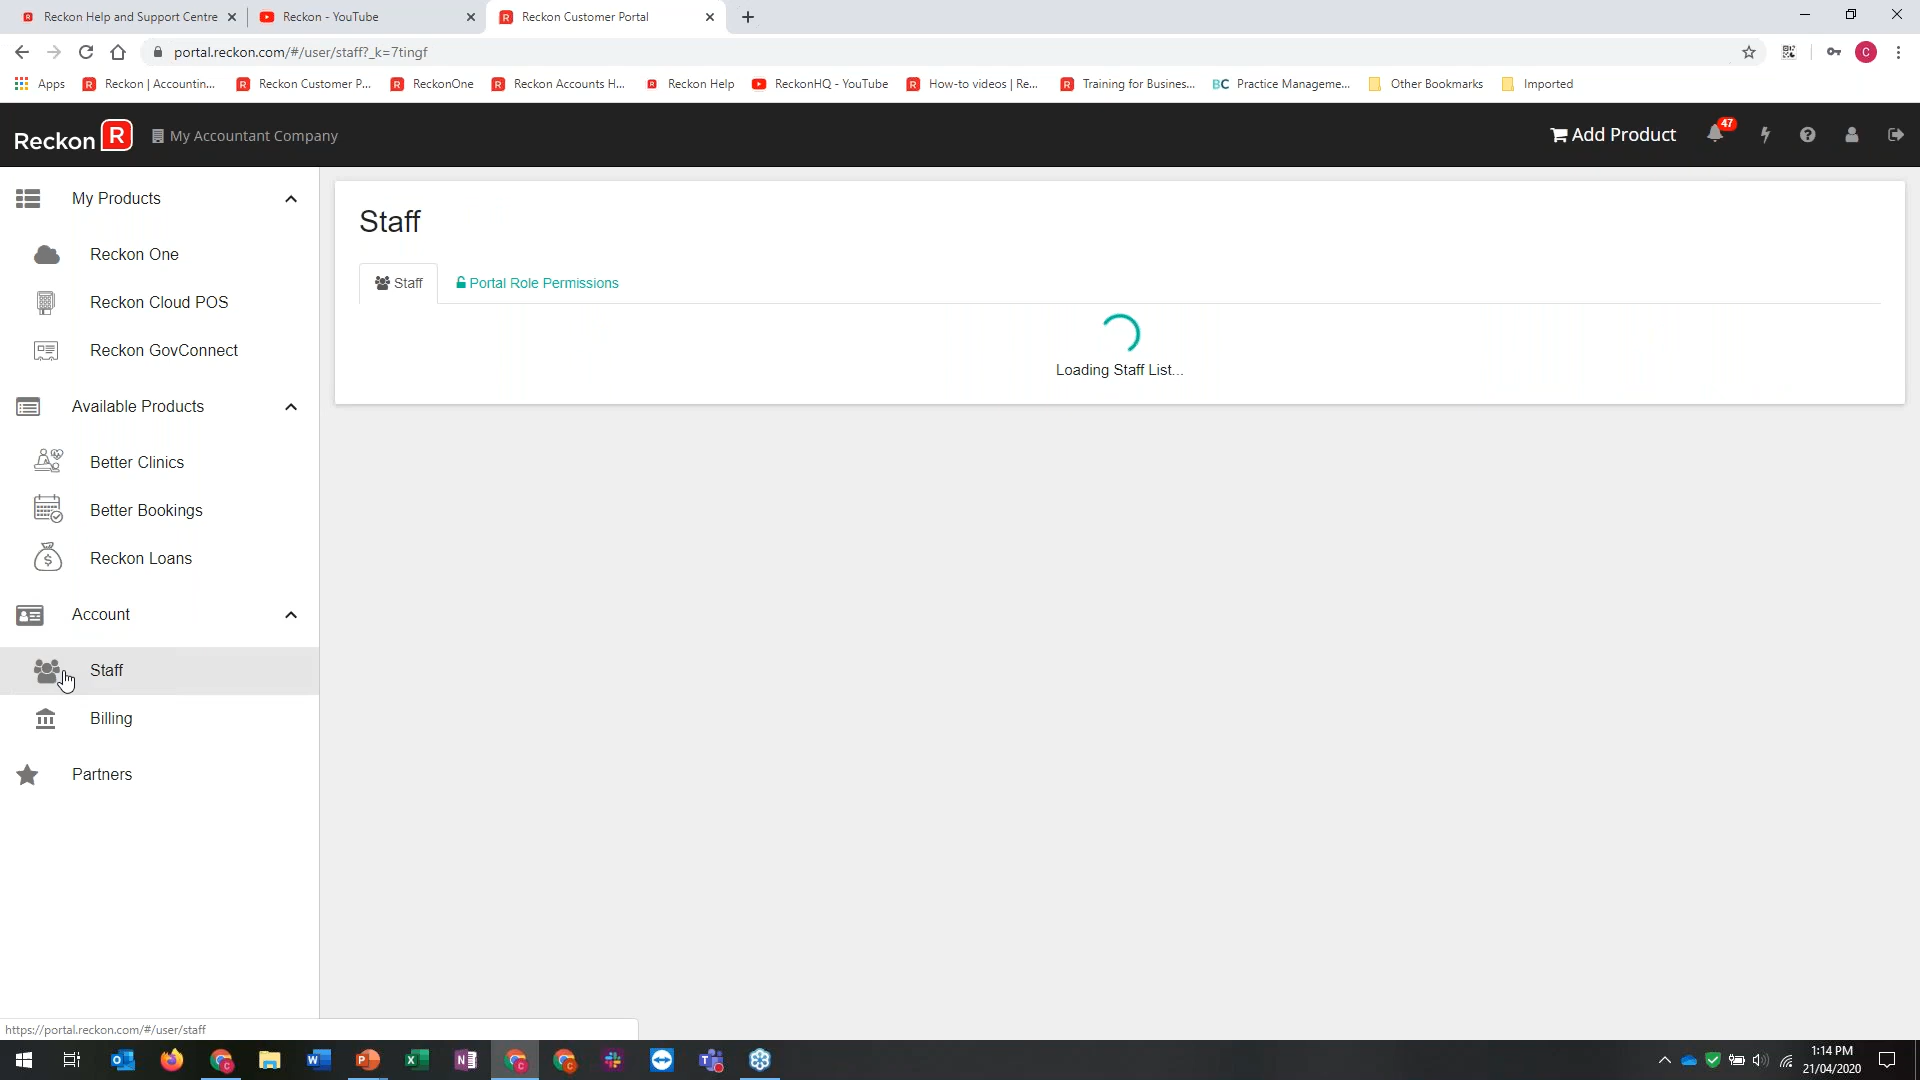 Reckon Help and Support Centre
Reckon - YouTube
Reckon Customer Portal
portal.reckon.com/#/user/staff?_k=7tingf
C
Apps
Reckon | Accountin...
Reckon Customer P...
ReckonOne
Reckon Accounts H...
Reckon Help
ReckonHQ - YouTube
How-to videos | Re...
Training for Busines...
BC Practice Manageme...
Other Bookmarks
Imported
Reckon R
My Accountant Company
Add Product
47
My Products
Reckon One
Reckon Cloud POS
Reckon GovConnect
Available Products
Better Clinics
Better Bookings
Reckon Loans
Account
Staff
Billing
Partners
Staff
Staff
Portal Role Permissions
Loading Staff List...
https://portal.reckon.com/#/user/staff
1:14 PM
21/04/2020